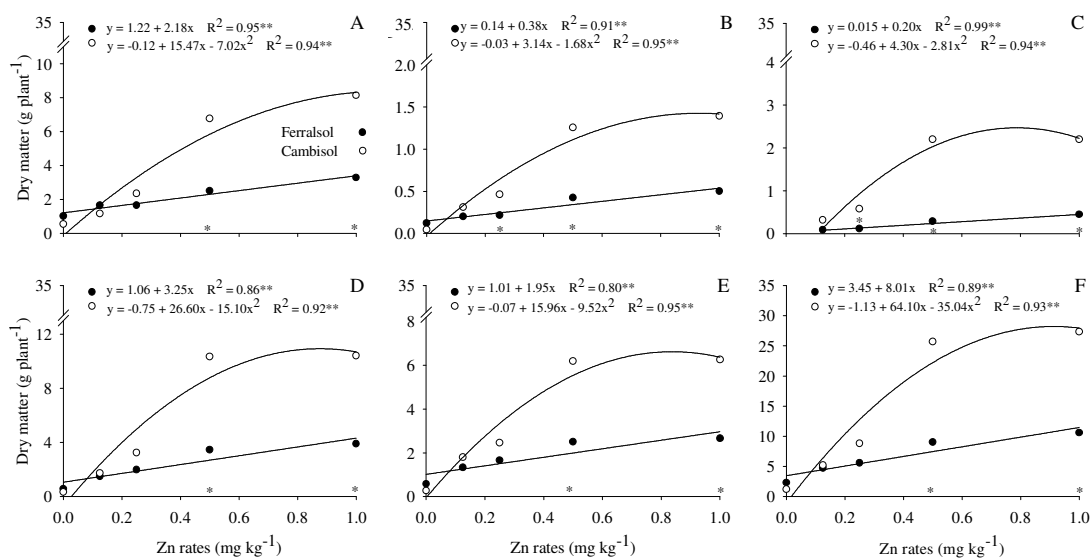 35
y = 1.22 + 2.18x R² = 0.95**
A
y = -0.12 + 15.47x - 7.02x² R² = 0.94**
10
8
6
4
2
0
Dry matter (g plant⁻¹)
Ferralsol
Cambisol
*
*
35
y = 0.14 + 0.38x R² = 0.91**
B
y = -0.03 + 3.14x - 1.68x² R² = 0.95**
2.0
1.5
1.0
0.5
0.0
*
*
*
35
y = 0.015 + 0.20x R² = 0.99**
C
y = -0.46 + 4.30x - 2.81x² R² = 0.94**
4
3
2
1
0
*
*
*
35
y = 1.06 + 3.25x R² = 0.86**
D
y = -0.75 + 26.60x - 15.10x² R² = 0.92**
12
8
4
0
Dry matter (g plant⁻¹)
*
*
0.0 0.2 0.4 0.6 0.8 1.0
Zn rates (mg kg⁻¹)
35
y = 1.01 + 1.95x R² = 0.80**
E
y = -0.07 + 15.96x - 9.52x² R² = 0.95**
8
6
4
2
0
*
*
0.0 0.2 0.4 0.6 0.8 1.0
Zn rates (mg kg⁻¹)
35
y = 3.45 + 8.01x R² = 0.89**
F
y = -1.13 + 64.10x - 35.04x² R² = 0.93**
30
25
20
15
10
5
0
*
*
0.0 0.2 0.4 0.6 0.8 1.0
Zn rates (mg kg⁻¹)